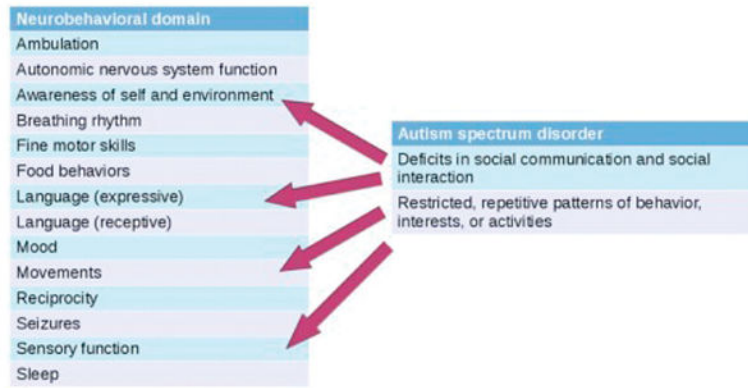 Neurobehavioral domain
Ambulation
Autonomic nervous system function
Awareness of self and environment
Breathing rhythm
Fine motor skills
Food behaviors
Language (expressive)
Language (receptive)
Mood
Movements
Reciprocity
Seizures
Sensory function
Sleep
Autism spectrum disorder
Deficits in social communication and social
interaction
Restricted, repetitive patterns of behavior,
interests, or activities